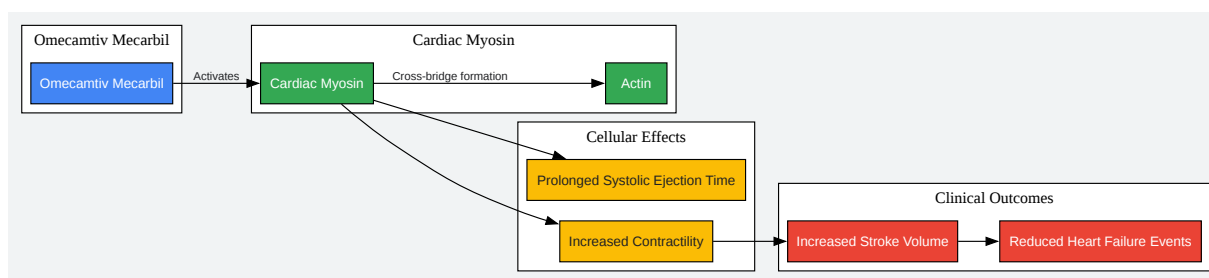 Omecamtiv Mecarbil
Omecamtiv Mecarbil
Activates
Cardiac Myosin
Cardiac Myosin
Cross-bridge formation
Actin
Cellular Effects
Prolonged Systolic Ejection Time
Increased Contractility
Clinical Outcomes
Increased Stroke Volume
Reduced Heart Failure Events